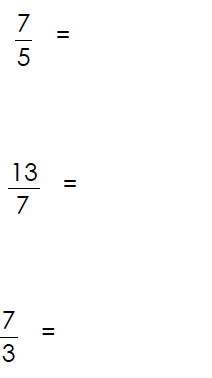 7/5 =
13/7 =
7/3 =